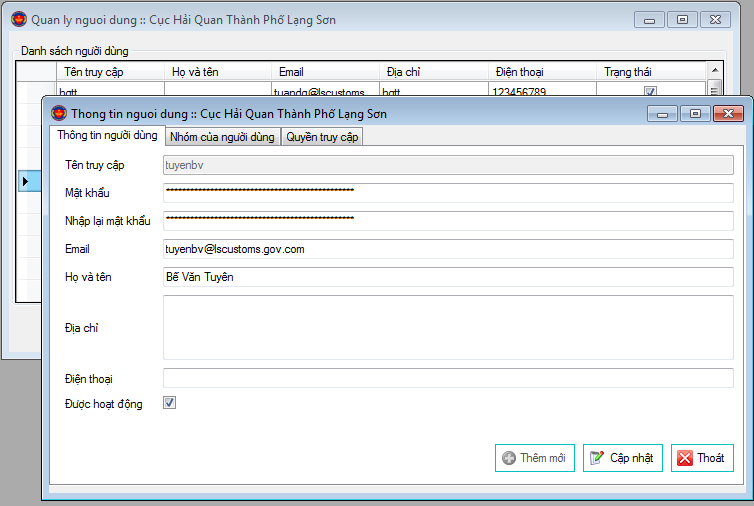 Quan ly nguoi dung :: Cục Hải Quan Thành Phố Lạng Sơn
Danh sách người dùng
Tên truy cập Họ và tên Email Địa chỉ Điện thoại Trạng thái
hqtt tuandq@lscustoms hqtt 123456789
Thong tin nguoi dung :: Cục Hải Quan Thành Phố Lạng Sơn
Thông tin người dùng Nhóm của người dùng Quyền truy cập
Tên truy cập tuyenbv
Mật khẩu
Nhập lại mật khẩu
Email tuyenbv@lscustoms.gov.com
Họ và tên Bế Văn Tuyên
Địa chỉ
Điện thoại
Được hoạt động
Thêm mới Cập nhật Thoát